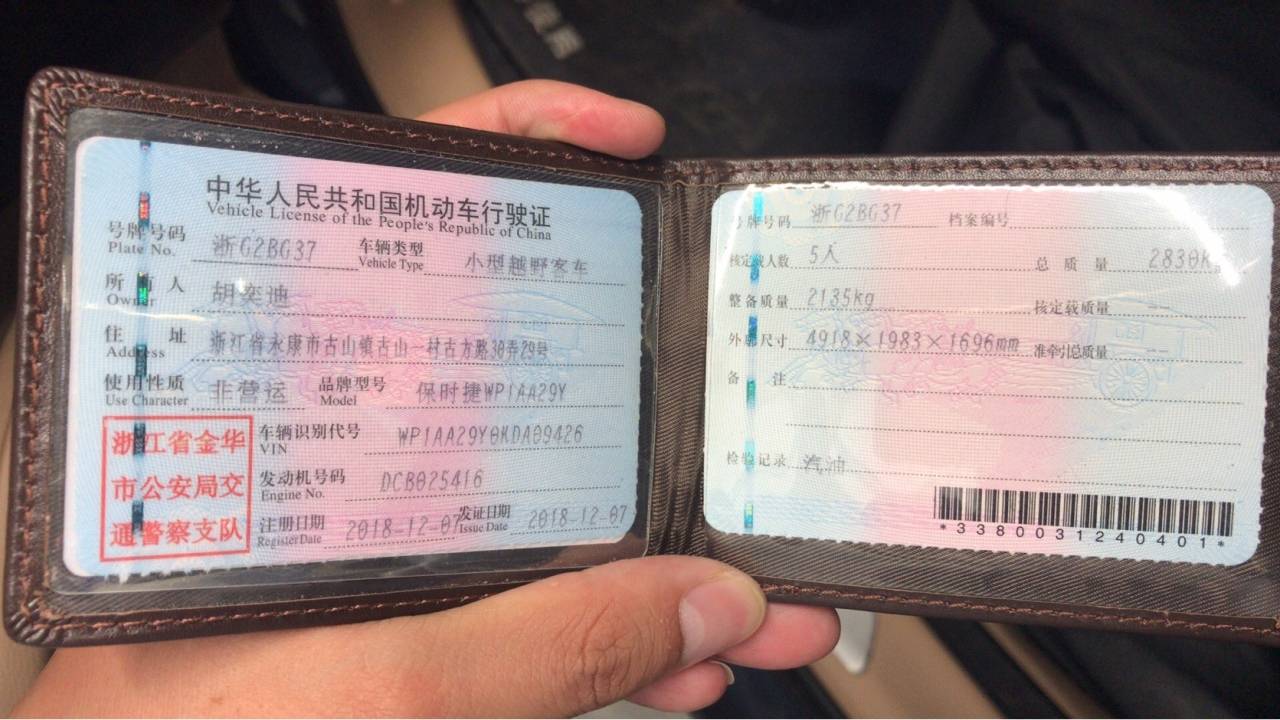 中华人民共和国机动车行驶证
Vehicle License of the People's Republic of China
号牌号码 浙G2BG37 车辆类型 小型越野客车
Plate No. Vehicle Type
所有人 胡奕迪
Owner
住址 浙江省永康市古山镇古山一村古方路30弄29号
Address
使用性质 非营运 品牌型号 保时捷WP1AA29Y
Use Character Model
浙江省金华
市公安局交
通警察支队
车辆识别代号 WP1AA29Y0KDA09426
VIN
发动机号码 DCB025416
Engine No.
注册日期 2018-12-07 发证日期 2018-12-07
Register Date Issue Date
号牌号码 浙G2BG37 档案编号
核定载人数 5人 总质量 2830kg
整备质量 2135kg 核定载质量 --
外廓尺寸 4918×1983×1696mm 准牵引总质量 --
备注
检验记录 汽油
*3380031240401*